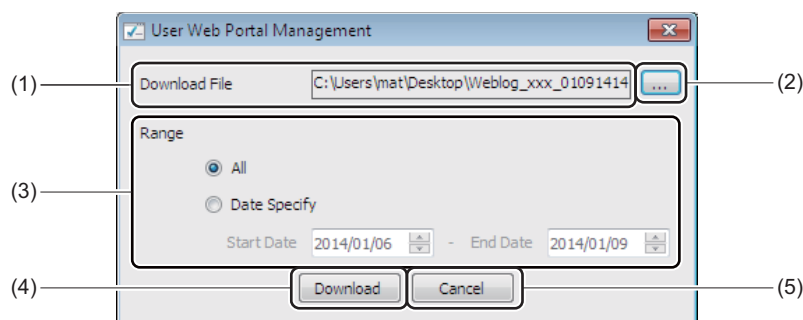 User Web Portal Management
(1) Download File C:\Users\mat\Desktop\Weblog_xxx_01091414 ... (2)
Range
All
(3) Date Specify
Start Date 2014/01/06 - End Date 2014/01/09
(4) Download Cancel (5)